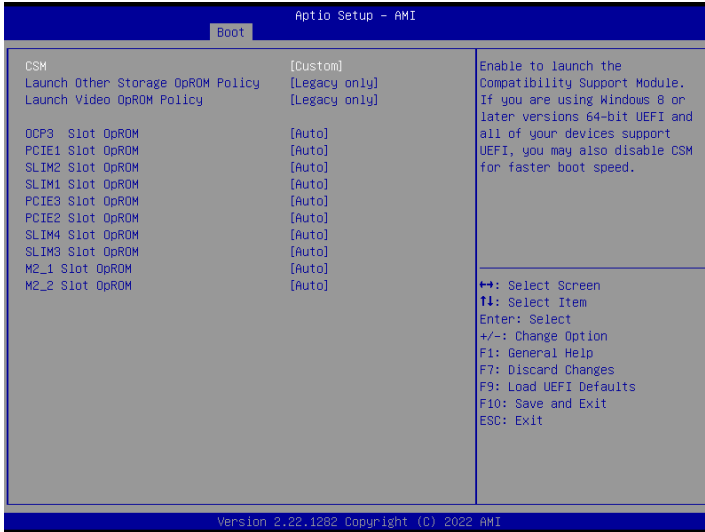 Aptio Setup - AMI
Boot
CSM [Custom]
Launch Other Storage OpROM Policy [Legacy only]
Launch Video OpROM Policy [Legacy only]
OCP3 Slot OpROM [Auto]
PCIE1 Slot OpROM [Auto]
SLIM2 Slot OpROM [Auto]
SLIM1 Slot OpROM [Auto]
PCIE3 Slot OpROM [Auto]
PCIE2 Slot OpROM [Auto]
SLIM4 Slot OpROM [Auto]
SLIM3 Slot OpROM [Auto]
M2_1 Slot OpROM [Auto]
M2_2 Slot OpROM [Auto]
Enable to launch the
Compatibility Support Module.
If you are using Windows 8 or
later versions 64-bit UEFI and
all of your devices support
UEFI, you may also disable CSM
for faster boot speed.
↔: Select Screen
↑↓: Select Item
Enter: Select
+/-: Change Option
F1: General Help
F7: Discard Changes
F9: Load UEFI Defaults
F10: Save and Exit
ESC: Exit
Version 2.22.1282 Copyright (C) 2022 AMI